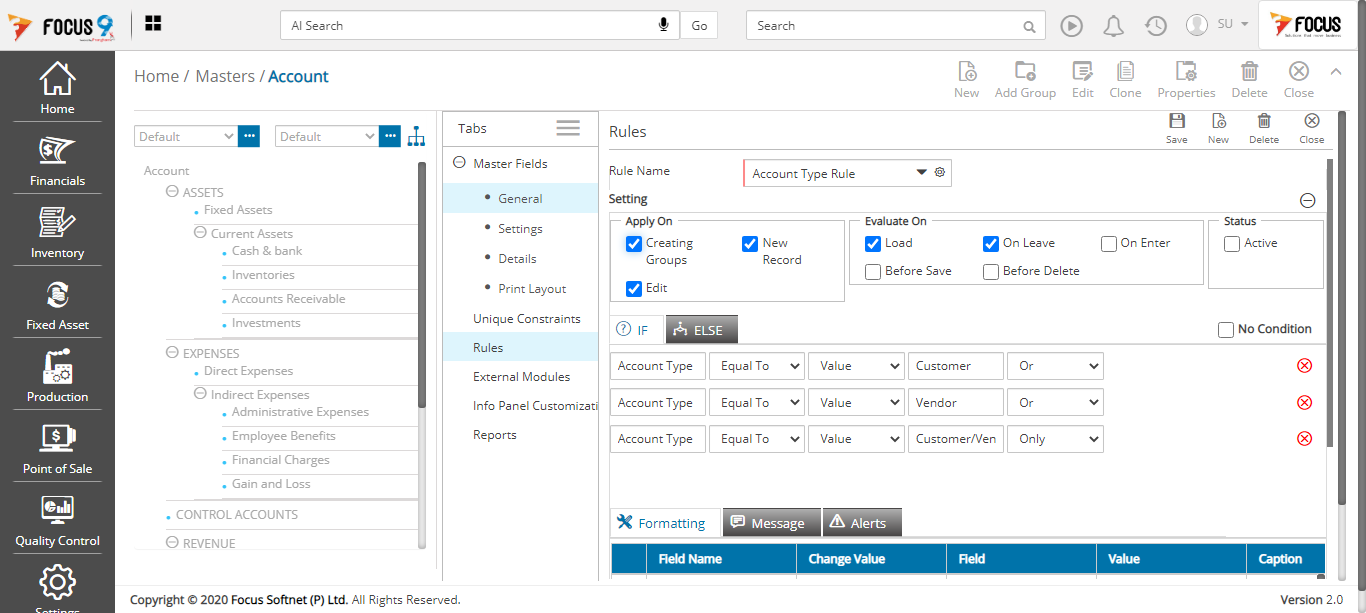 FOCUS 9
AI Search
Go
Search
SU
FOCUS
Home
Financials
Inventory
Fixed Asset
Production
Point of Sale
Quality Control
Settings
Home / Masters / Account
New
Add Group
Edit
Clone
Properties
Delete
Close
Default
Default
Account
ASSETS
Fixed Assets
Current Assets
Cash & bank
Inventories
Accounts Receivable
Investments
EXPENSES
Direct Expenses
Indirect Expenses
Administrative Expenses
Employee Benefits
Financial Charges
Gain and Loss
CONTROL ACCOUNTS
REVENUE
Tabs
Master Fields
General
Settings
Details
Print Layout
Unique Constraints
Rules
External Modules
Info Panel Customizati
Reports
Rules
Save
New
Delete
Close
Rule Name
Account Type Rule
Setting
Apply On
Creating Groups
New Record
Edit
Evaluate On
Load
On Leave
On Enter
Before Save
Before Delete
Status
Active
IF
ELSE
No Condition
Account Type Equal To Value Customer Or
Account Type Equal To Value Vendor Or
Account Type Equal To Value Customer/Ven Only
Formatting
Message
Alerts
Field Name Change Value Field Value Caption
Copyright © 2020 Focus Softnet (P) Ltd. All Rights Reserved.
Version 2.0